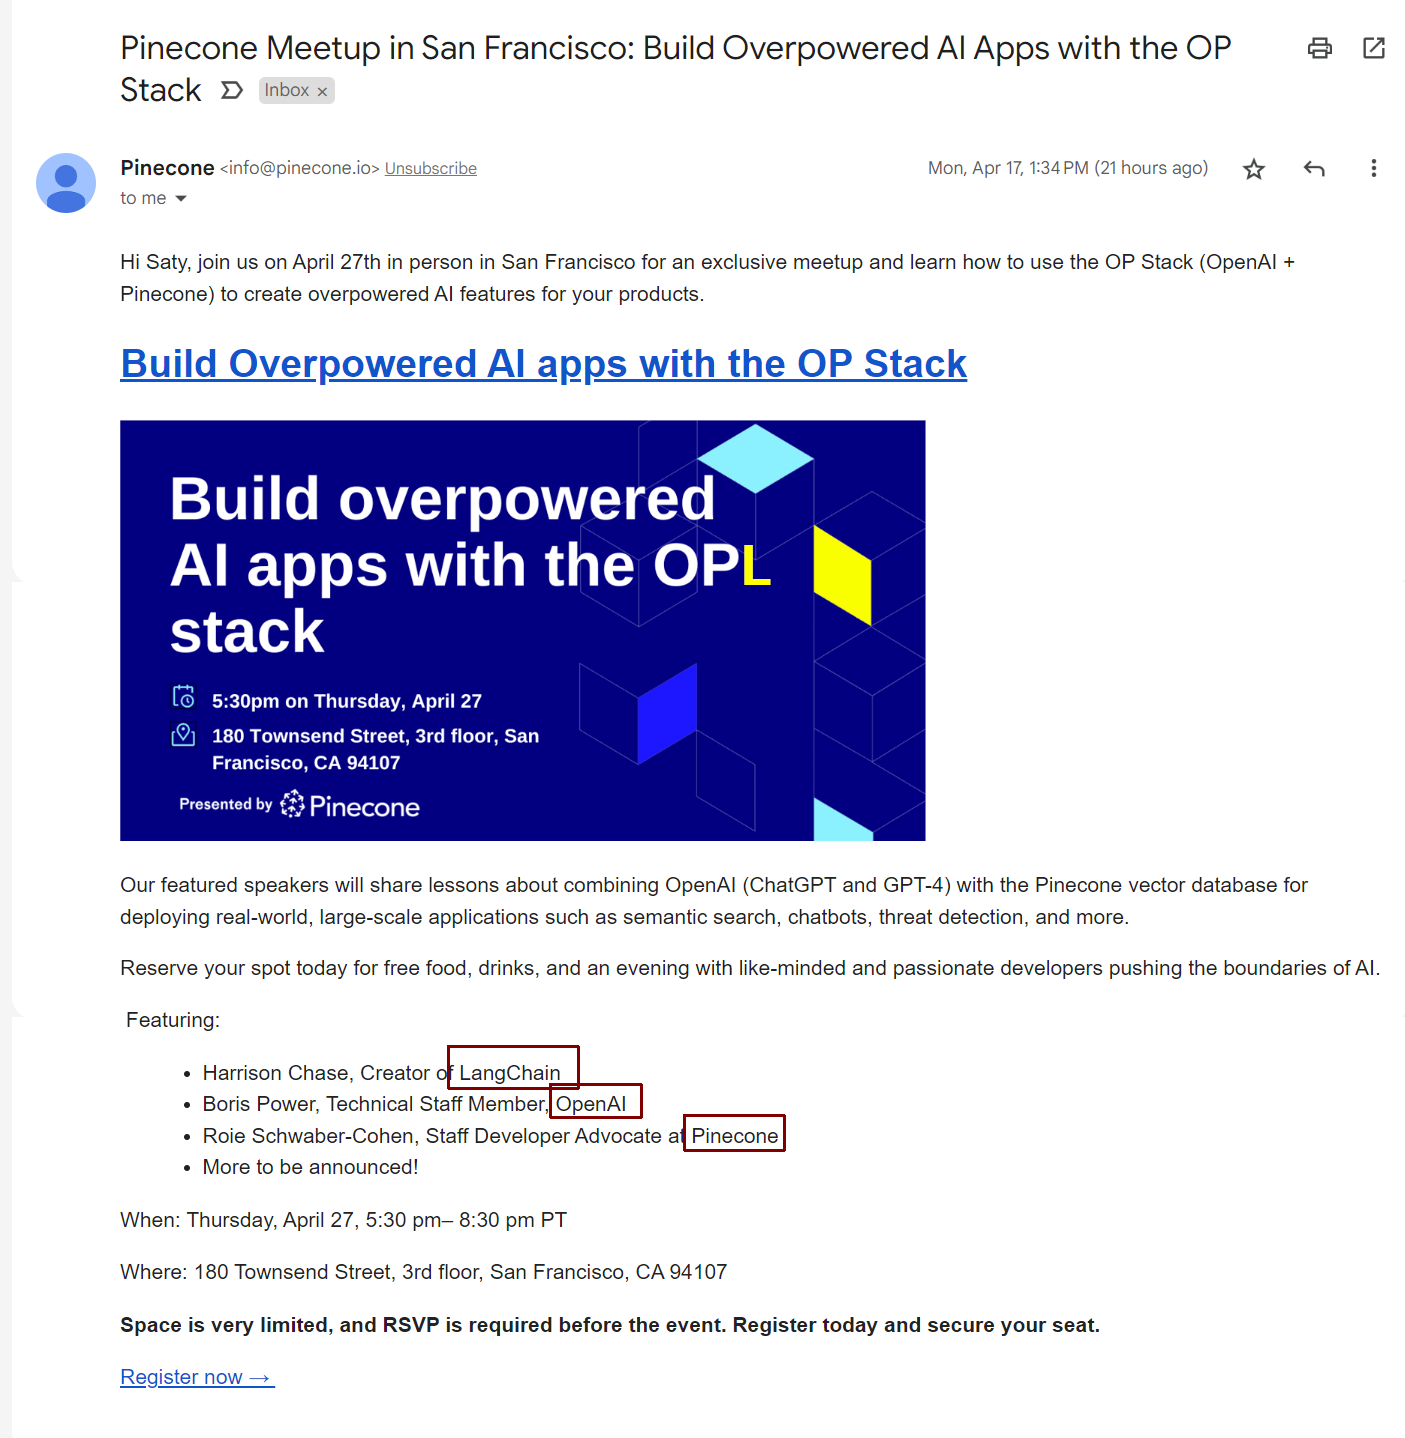 Pinecone Meetup in San Francisco: Build Overpowered AI Apps with the OP
Stack Inbox ×
Pinecone <info@pinecone.io> Unsubscribe Mon, Apr 17, 1:34 PM (21 hours ago)
to me
Hi Saty, join us on April 27th in person in San Francisco for an exclusive meetup and learn how to use the OP Stack (OpenAI +
Pinecone) to create overpowered AI features for your products.
Build Overpowered AI apps with the OP Stack
Build overpowered
AI apps with the OPL
stack
5:30pm on Thursday, April 27
180 Townsend Street, 3rd floor, San
Francisco, CA 94107
Presented by Pinecone
Our featured speakers will share lessons about combining OpenAI (ChatGPT and GPT-4) with the Pinecone vector database for
deploying real-world, large-scale applications such as semantic search, chatbots, threat detection, and more.
Reserve your spot today for free food, drinks, and an evening with like-minded and passionate developers pushing the boundaries of AI.
Featuring:
• Harrison Chase, Creator of LangChain
• Boris Power, Technical Staff Member, OpenAI
• Roie Schwaber-Cohen, Staff Developer Advocate at Pinecone
• More to be announced!
When: Thursday, April 27, 5:30 pm– 8:30 pm PT
Where: 180 Townsend Street, 3rd floor, San Francisco, CA 94107
Space is very limited, and RSVP is required before the event. Register today and secure your seat.
Register now →